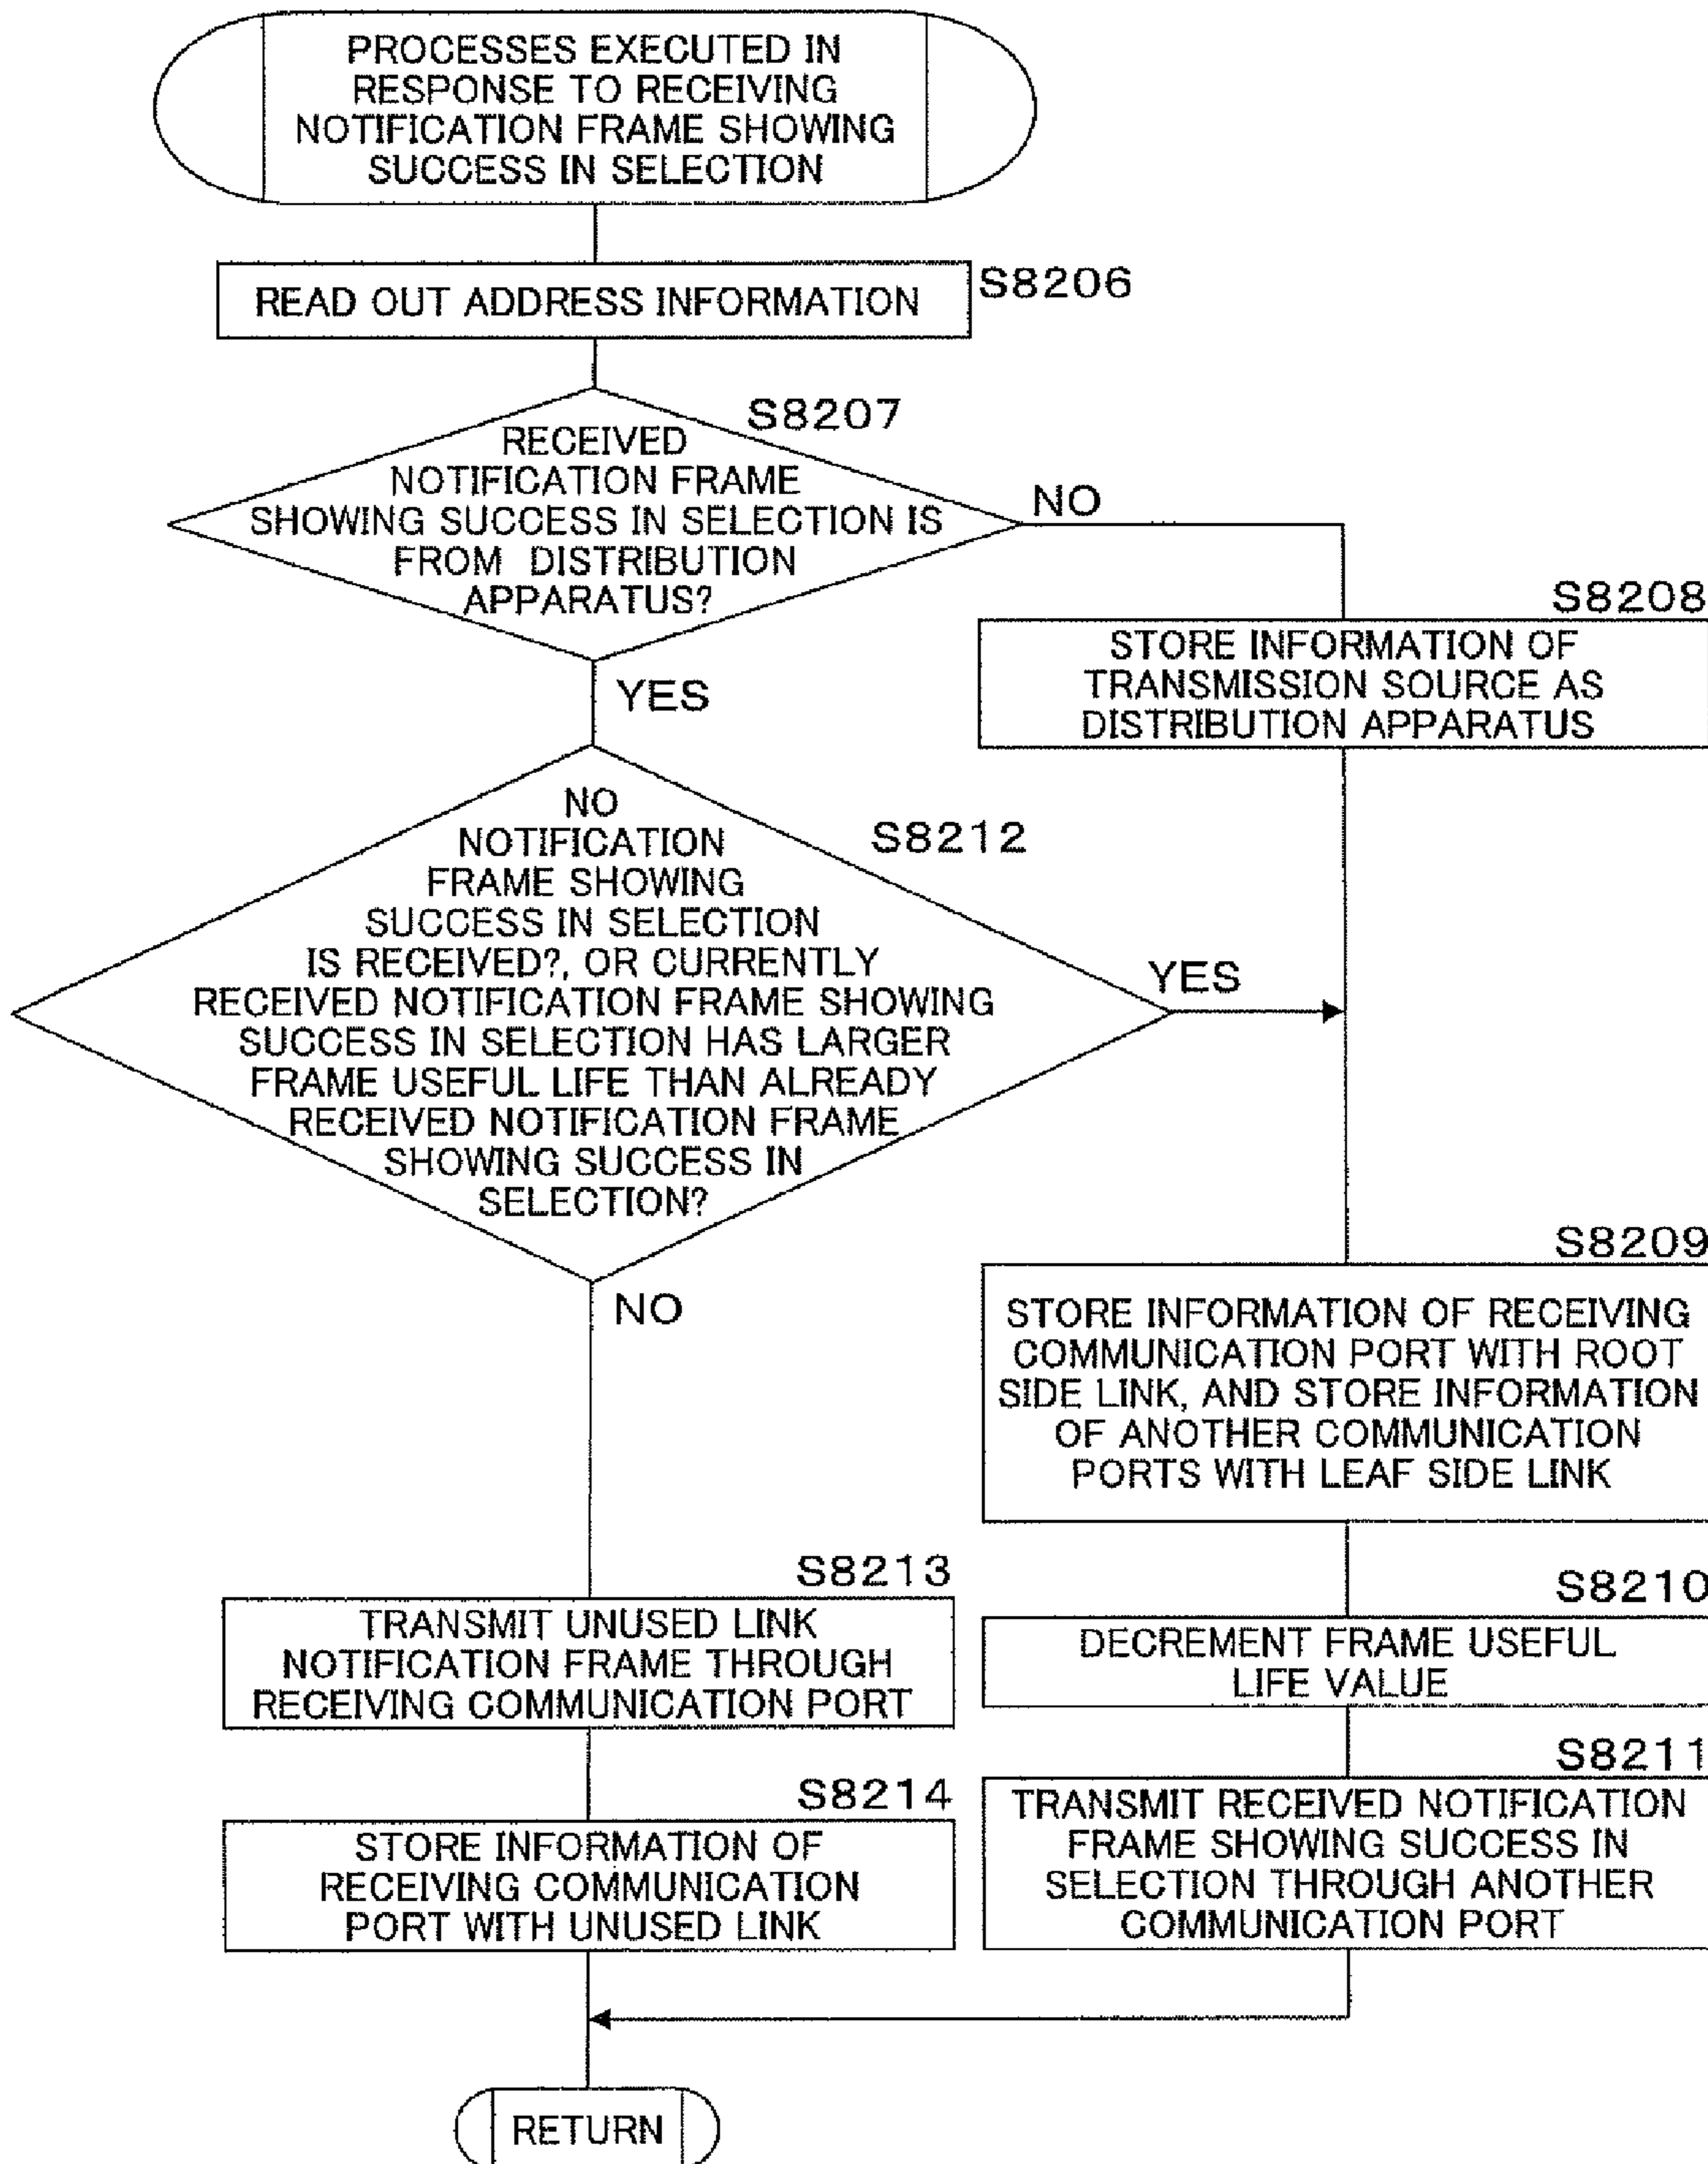 PROCESSES EXECUTED IN
RESPONSE TO RECEIVING
NOTIFICATION FRAME SHOWING
SUCCESS IN SELECTION
S8206
READ OUT ADDRESS INFORMATION
S8207
RECEIVED
NOTIFICATION FRAME
SHOWING SUCCESS IN SELECTION IS
FROM DISTRIBUTION
APPARATUS?
NO
YES
S8208
STORE INFORMATION OF
TRANSMISSION SOURCE AS
DISTRIBUTION APPARATUS
S8212
NO
NOTIFICATION
FRAME SHOWING
SUCCESS IN SELECTION
IS RECEIVED?, OR CURRENTLY
RECEIVED NOTIFICATION FRAME SHOWING
SUCCESS IN SELECTION HAS LARGER
FRAME USEFUL LIFE THAN ALREADY
RECEIVED NOTIFICATION FRAME
SHOWING SUCCESS IN
SELECTION?
YES
NO
S8209
STORE INFORMATION OF RECEIVING
COMMUNICATION PORT WITH ROOT
SIDE LINK, AND STORE INFORMATION
OF ANOTHER COMMUNICATION
PORTS WITH LEAF SIDE LINK
S8213
TRANSMIT UNUSED LINK
NOTIFICATION FRAME THROUGH
RECEIVING COMMUNICATION PORT
S8210
DECREMENT FRAME USEFUL
LIFE VALUE
S8214
STORE INFORMATION OF
RECEIVING COMMUNICATION
PORT WITH UNUSED LINK
S8211
TRANSMIT RECEIVED NOTIFICATION
FRAME SHOWING SUCCESS IN
SELECTION THROUGH ANOTHER
COMMUNICATION PORT
RETURN